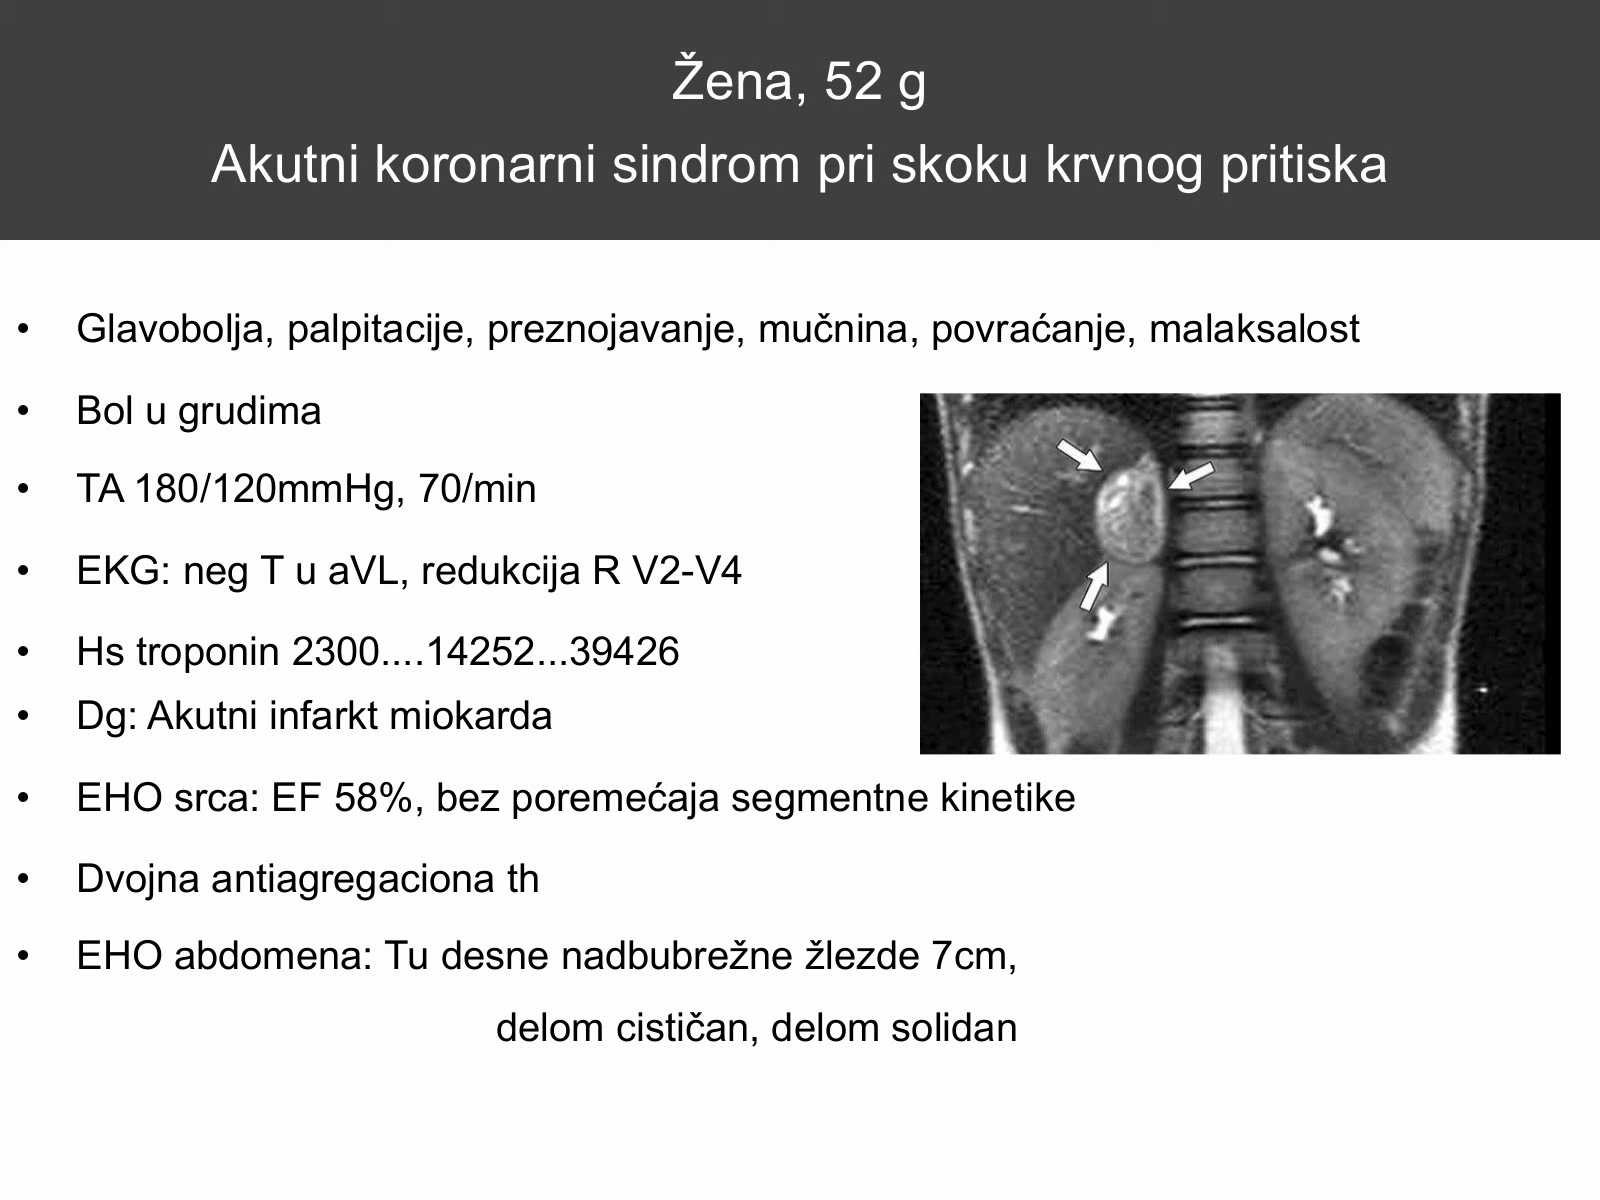 Žena, 52 g
Akutni koronarni sindrom pri skoku krvnog pritiska
• Glavobolja, palpitacije, preznojavanje, mučnina, povraćanje, malaksalost
• Bol u grudima
• TA 180/120mmHg, 70/min
• EKG: neg T u aVL, redukcija R V2-V4
• Hs troponin 2300....14252...39426
• Dg: Akutni infarkt miokarda
• EHO srca: EF 58%, bez poremećaja segmentne kinetike
• Dvojna antiagregaciona th
• EHO abdomena: Tu desne nadbubrežne žlezde 7cm,
delom cističan, delom solidan